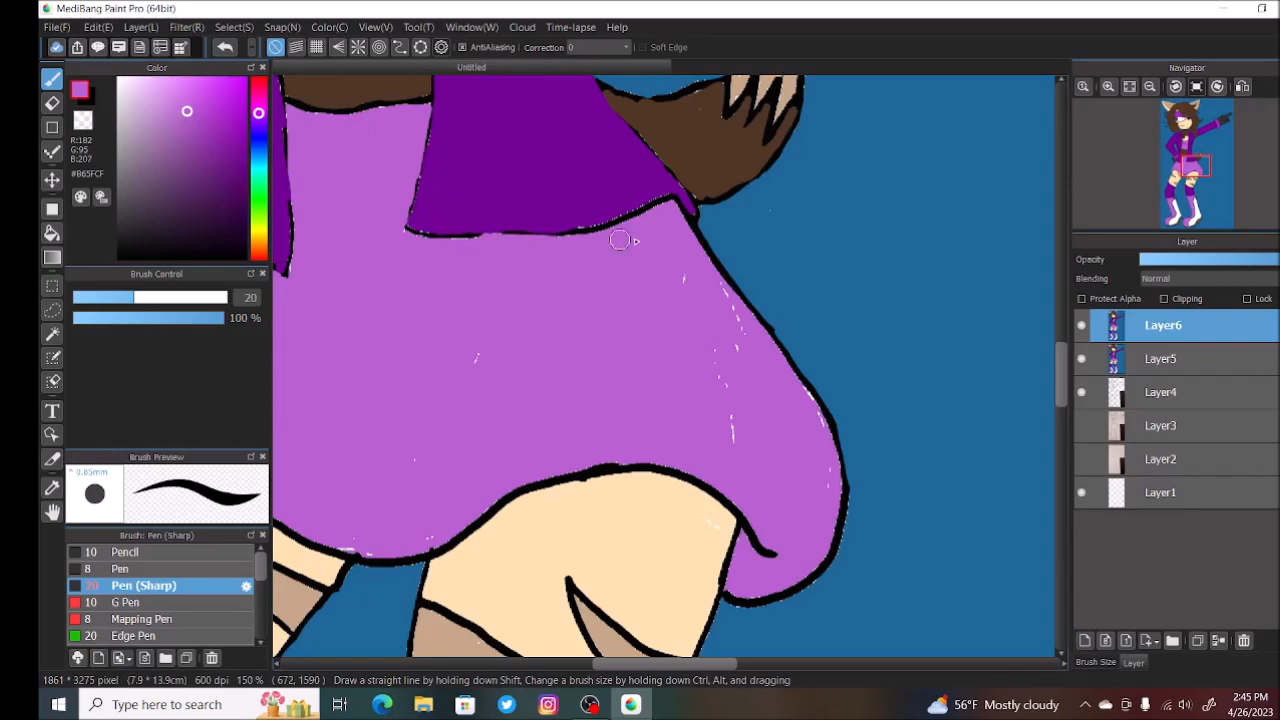 MediBang Paint Pro (64bit)
File(F) Edit(E) Layer(L) Filter(R) Select(S) Snap(N) Color(C) View(V) Tool(T) Window(W) Cloud Time-lapse Help
AntiAliasing Correction 0 Soft Edge
Color
Untitled
Navigator
R:182
G:95
B:207
#B65FCF
Layer
Opacity
Blending Normal
Protect Alpha Clipping Lock
Brush Control
20
100 %
Layer6
Layer5
Layer4
Layer3
Layer2
Layer1
Brush Preview
* 0.85mm
Brush: Pen (Sharp)
10 Pencil
8 Pen
20 Pen (Sharp)
10 G Pen
8 Mapping Pen
20 Edge Pen
Brush Size Layer
1861 * 3275 pixel (7.9 * 13.9cm) 600 dpi 150 % (672, 1590) Draw a straight line by holding down Shift, Change a brush size by holding down Ctrl, Alt, and dragging
Type here to search
56°F Mostly cloudy
2:45 PM
4/26/2023